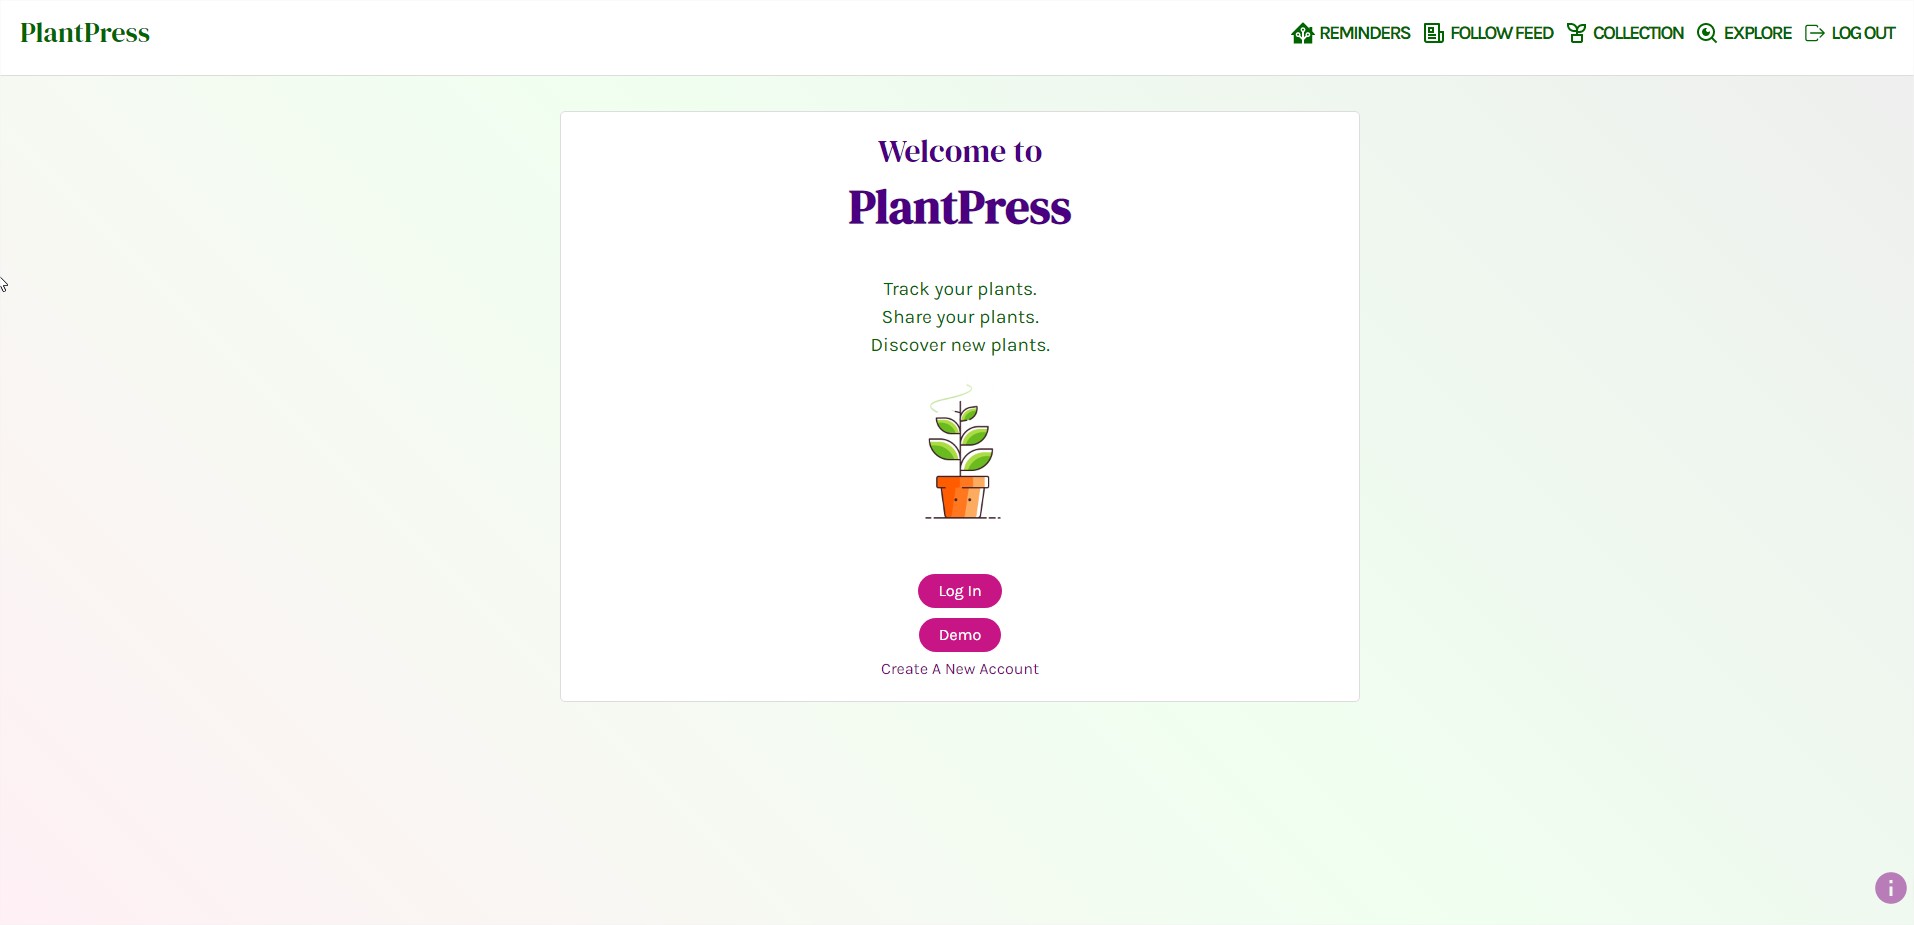 PlantPress
REMINDERS FOLLOW FEED COLLECTION EXPLORE LOG OUT
Welcome to
PlantPress
Track your plants.
Share your plants.
Discover new plants.
Log In
Demo
Create A New Account
i